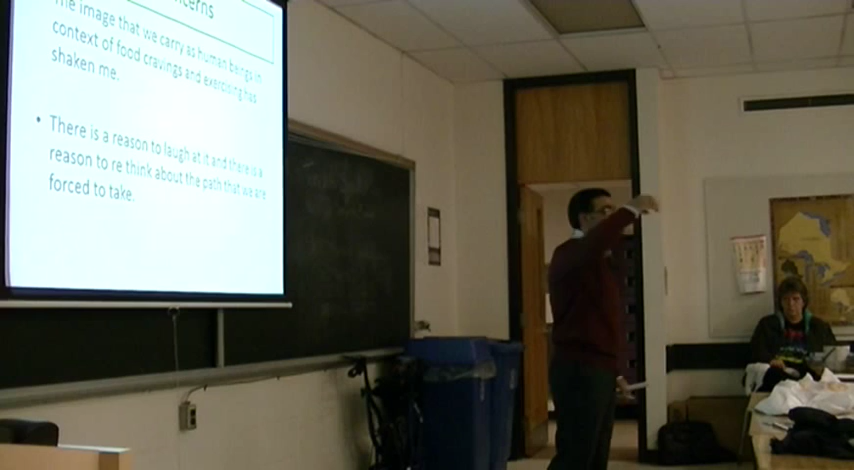 ncerns
The image that we carry as human beings in
context of food cravings and exercising has
shaken me.
• There is a reason to laugh at it and there is a
reason to re think about the path that we are
forced to take.